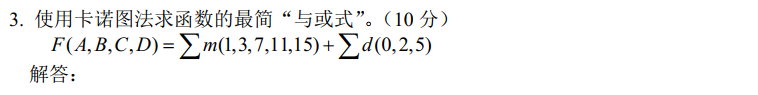 3. 使用卡诺图法求函数的最简“与或式”。（10 分）
F(A,B,C,D)=∑m(1,3,7,11,15)+∑d(0,2,5)
解答：